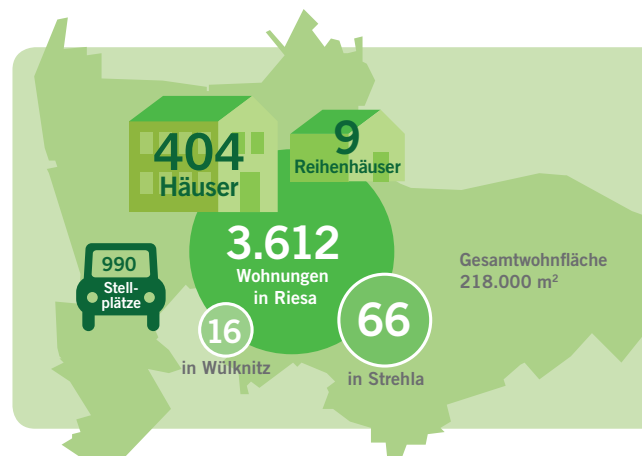 404
Häuser
9
Reihenhäuser
3.612
Wohnungen
in Riesa
990
Stell-
plätze
Gesamtwohnfläche
218.000 m²
16
in Wülknitz
66
in Strehla